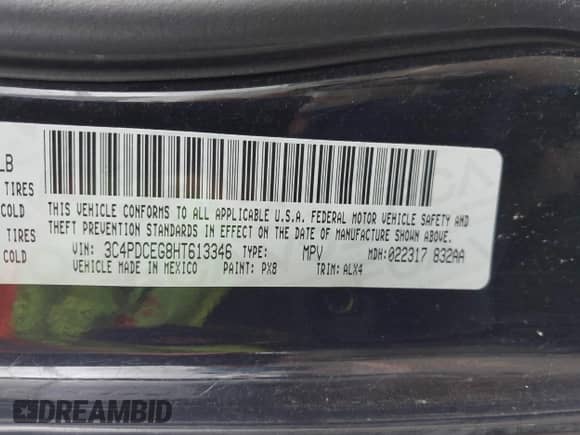 LB
TIRES
COLD
TIRES
COLD
THIS VEHICLE CONFORMS TO ALL APPLICABLE U.S.A. FEDERAL MOTOR VEHICLE SAFETY AND
THEFT PREVENTION STANDARDS IN EFFECT ON THE DATE OF MANUFACTURE SHOWN ABOVE.
VIN: 3C4PDCEG8HT613346 TYPE: MPV MDH: 022317 832AA
VEHICLE MADE IN MEXICO PAINT: PX8 TRIM: ALX4
DREAMBID